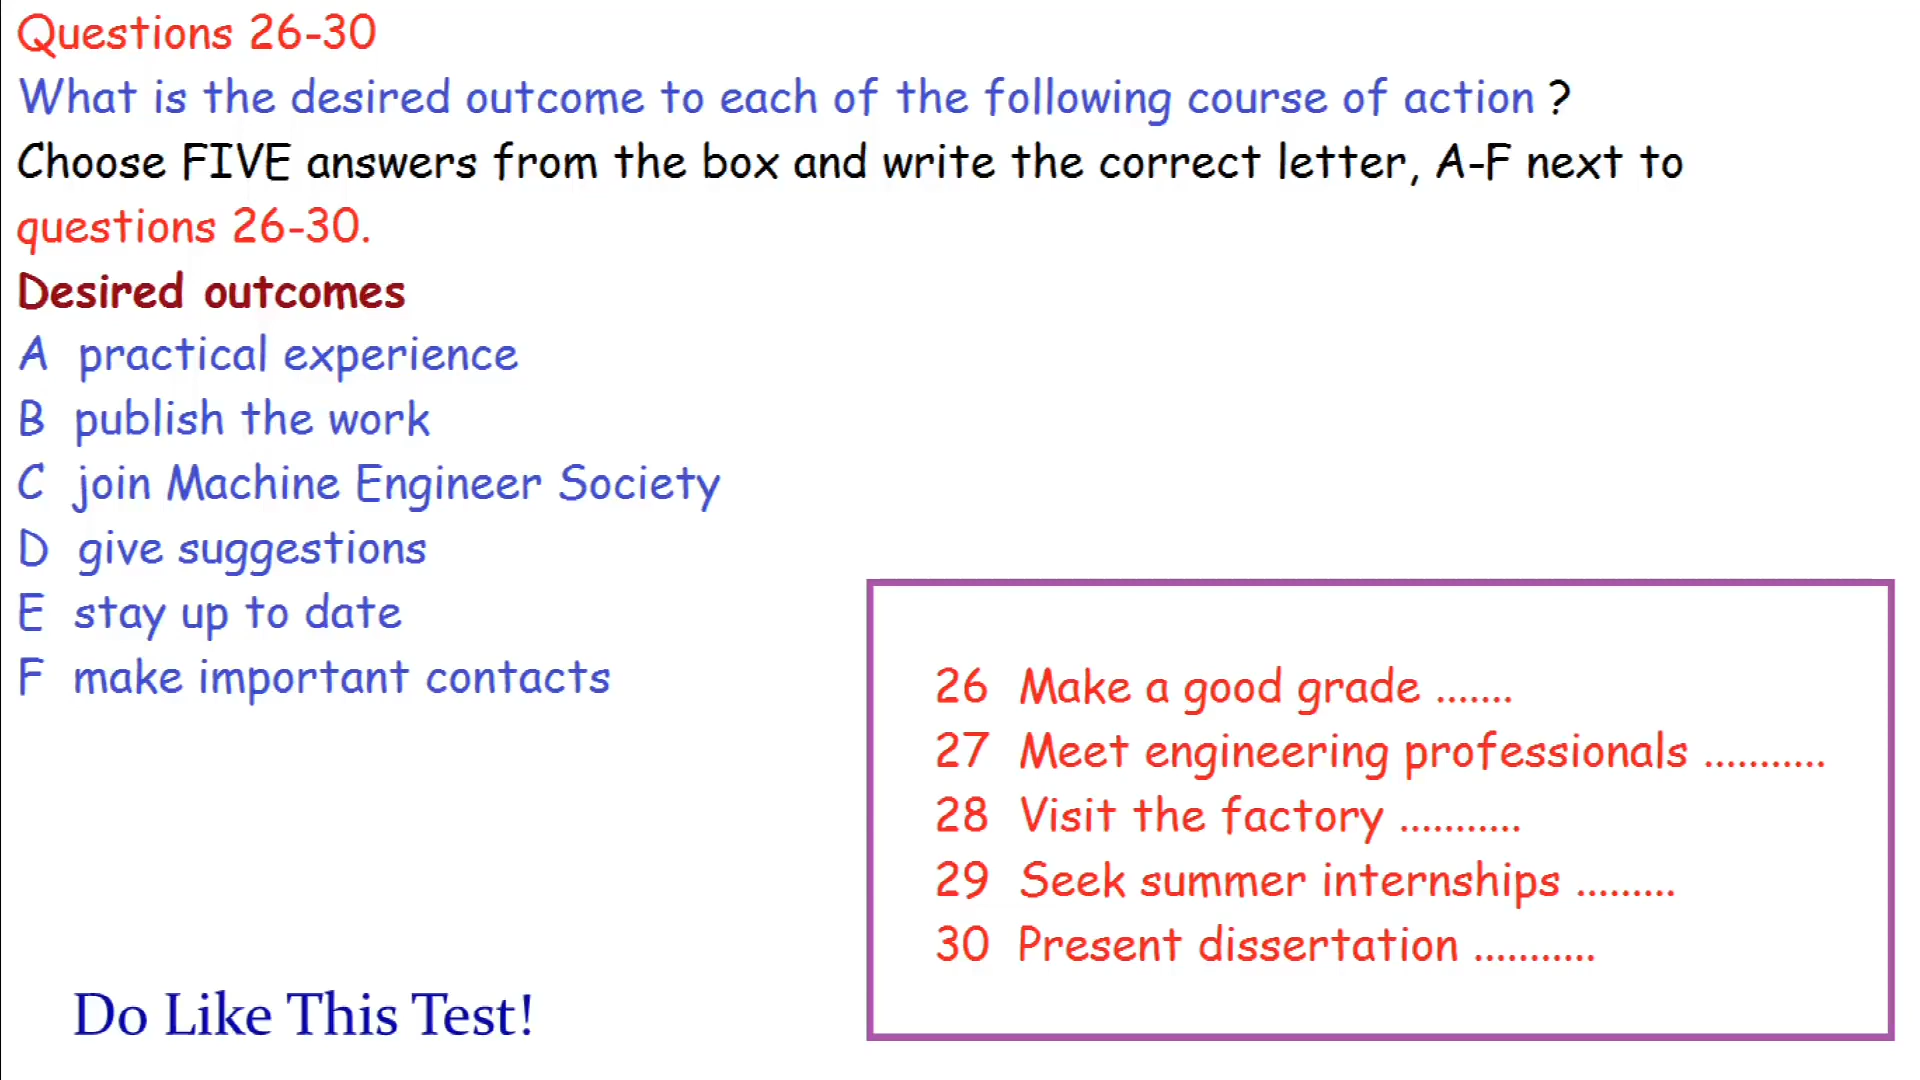 Questions 26-30
What is the desired outcome to each of the following course of action ?
Choose FIVE answers from the box and write the correct letter, A-F next to
questions 26-30.
Desired outcomes
A practical experience
B publish the work
C join Machine Engineer Society
D give suggestions
E stay up to date
F make important contacts
26 Make a good grade .......
27 Meet engineering professionals ...........
28 Visit the factory ...........
29 Seek summer internships .........
30 Present dissertation ...........
Do Like This Test!